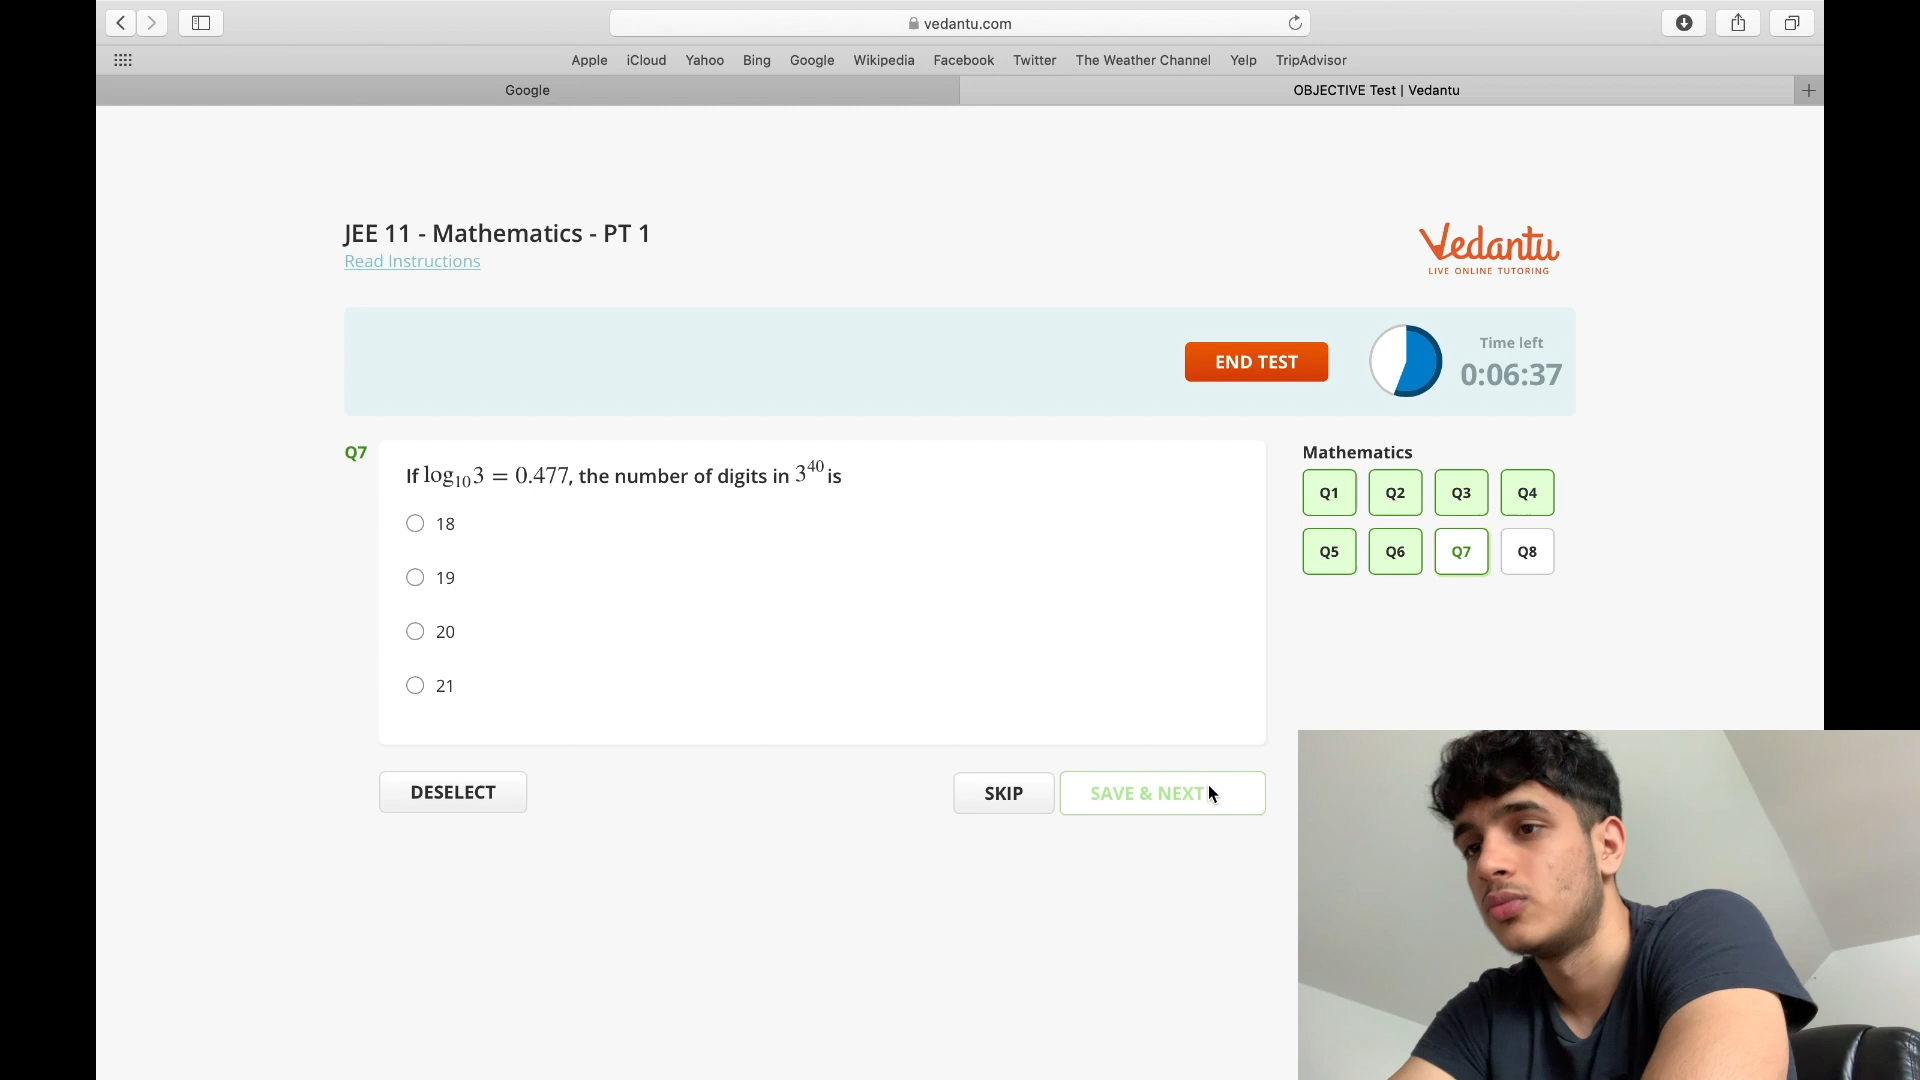 vedantu.com
Apple iCloud Yahoo Bing Google Wikipedia Facebook Twitter The Weather Channel Yelp TripAdvisor
Google
OBJECTIVE Test | Vedantu
JEE 11 - Mathematics - PT 1
Read Instructions
Vedantu
LIVE ONLINE TUTORING
END TEST
Time left
0:06:37
Q7
If log₁₀3 = 0.477, the number of digits in 3⁴⁰ is
18
19
20
21
Mathematics
Q1 Q2 Q3 Q4
Q5 Q6 Q7 Q8
DESELECT
SKIP
SAVE & NEXT